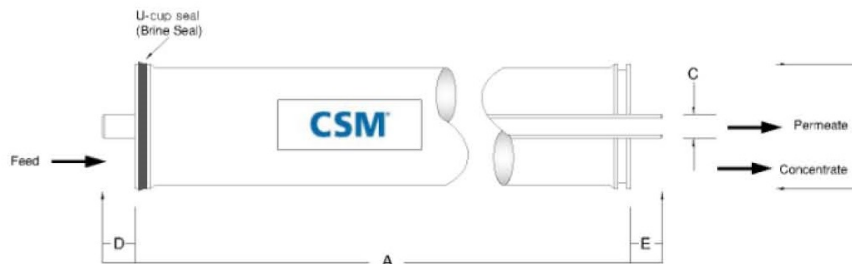 U-cup seal
(Brine Seal)
C
CSM®
Permeate
Feed
Concentrate
D
E
A